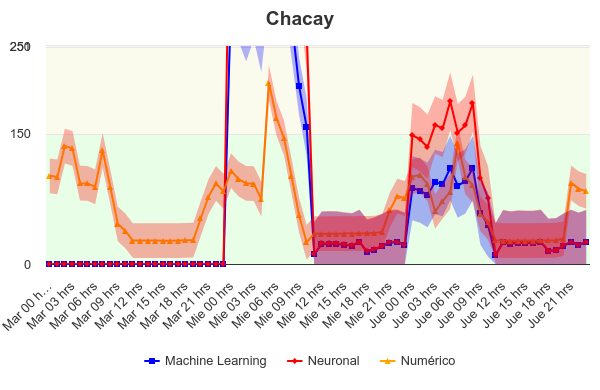 Chacay
150
0
Mar 00 h...
Mar 03 hrs
Mar 06 hrs
Mar 09 hrs
Mar 12 hrs
Mar 15 hrs
Mar 18 hrs
Mar 21 hrs
Mie 00 hrs
Mie 03 hrs
Mie 06 hrs
Mie 09 hrs
Mie 12 hrs
Mie 15 hrs
Mie 18 hrs
Mie 21 hrs
Jue 00 hrs
Jue 03 hrs
Jue 06 hrs
Jue 09 hrs
Jue 12 hrs
Jue 15 hrs
Jue 18 hrs
Jue 21 hrs
Machine Learning
Neuronal
Numérico